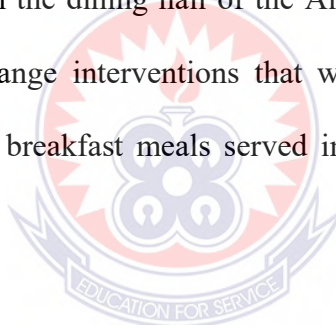 the dining hall of the
ange interventions that w
breakfast meals served in
EDUCATION FOR SERVICE